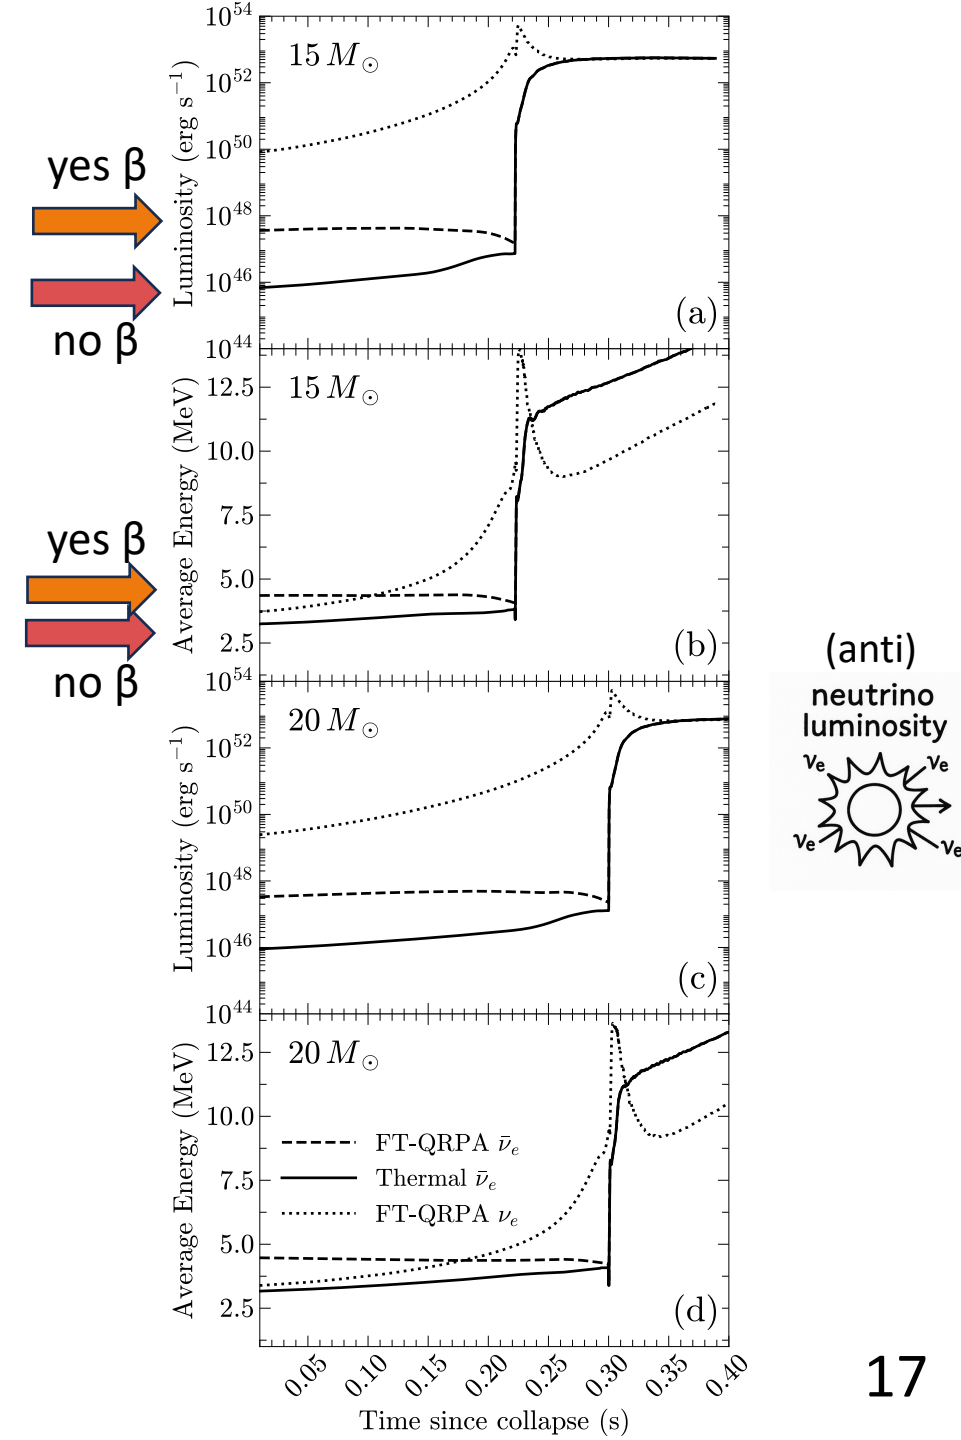 10^54
15 M⊙
10^52
10^50
10^48
10^46
10^44
Luminosity (erg s⁻¹)
(a)
yes β
no β
15 M⊙
12.5
10.0
7.5
5.0
2.5
Average Energy (MeV)
(b)
yes β
no β
10^54
20 M⊙
10^52
10^50
10^48
10^46
10^44
Luminosity (erg s⁻¹)
(c)
(anti)
neutrino
luminosity
νe νe
νe νe
20 M⊙
12.5
10.0
7.5
5.0
2.5
Average Energy (MeV)
FT-QRPA ν̄e
Thermal ν̄e
FT-QRPA νe
(d)
0.05 0.10 0.15 0.20 0.25 0.30 0.35 0.40
Time since collapse (s)
17